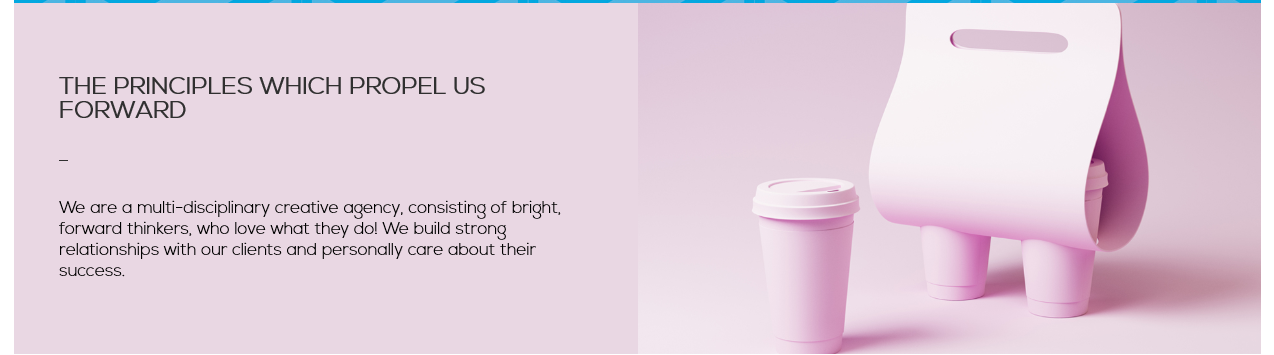 THE PRINCIPLES WHICH PROPEL US
FORWARD
–
We are a multi-disciplinary creative agency, consisting of bright,
forward thinkers, who love what they do! We build strong
relationships with our clients and personally care about their
success.